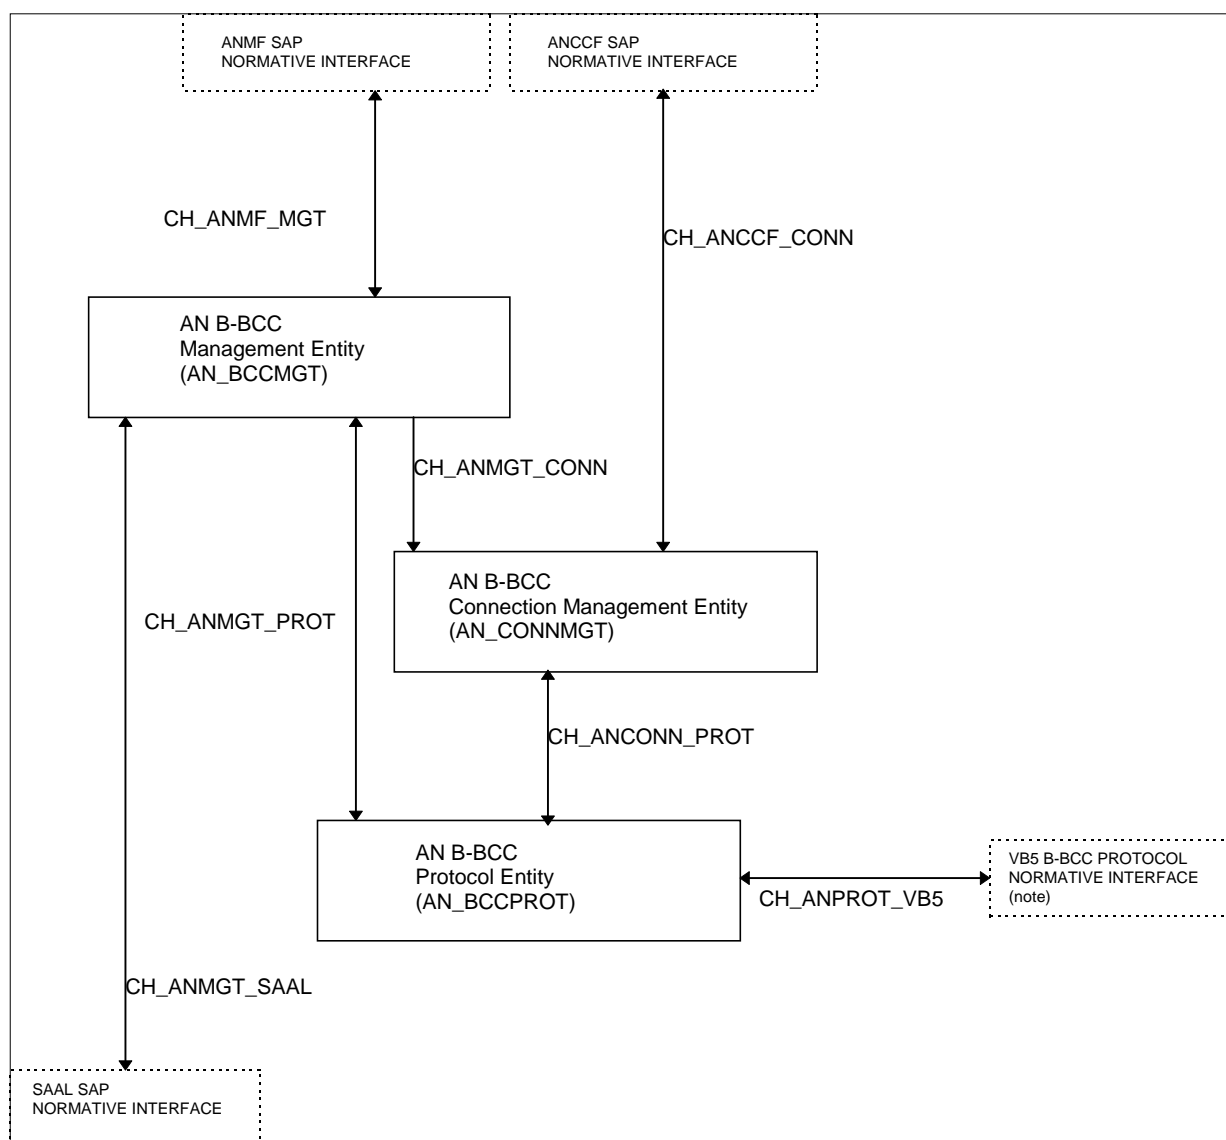 ANMF SAP
NORMATIVE INTERFACE
ANCCF SAP
NORMATIVE INTERFACE
CH_ANMF_MGT
CH_ANCCF_CONN
AN B-BCC
Management Entity
(AN_BCCMGT)
CH_ANMGT_CONN
AN B-BCC
Connection Management Entity
(AN_CONNMGT)
CH_ANMGT_PROT
CH_ANCONN_PROT
AN B-BCC
Protocol Entity
(AN_BCCPROT)
CH_ANPROT_VB5
VB5 B-BCC PROTOCOL
NORMATIVE INTERFACE
(note)
CH_ANMGT_SAAL
SAAL SAP
NORMATIVE INTERFACE